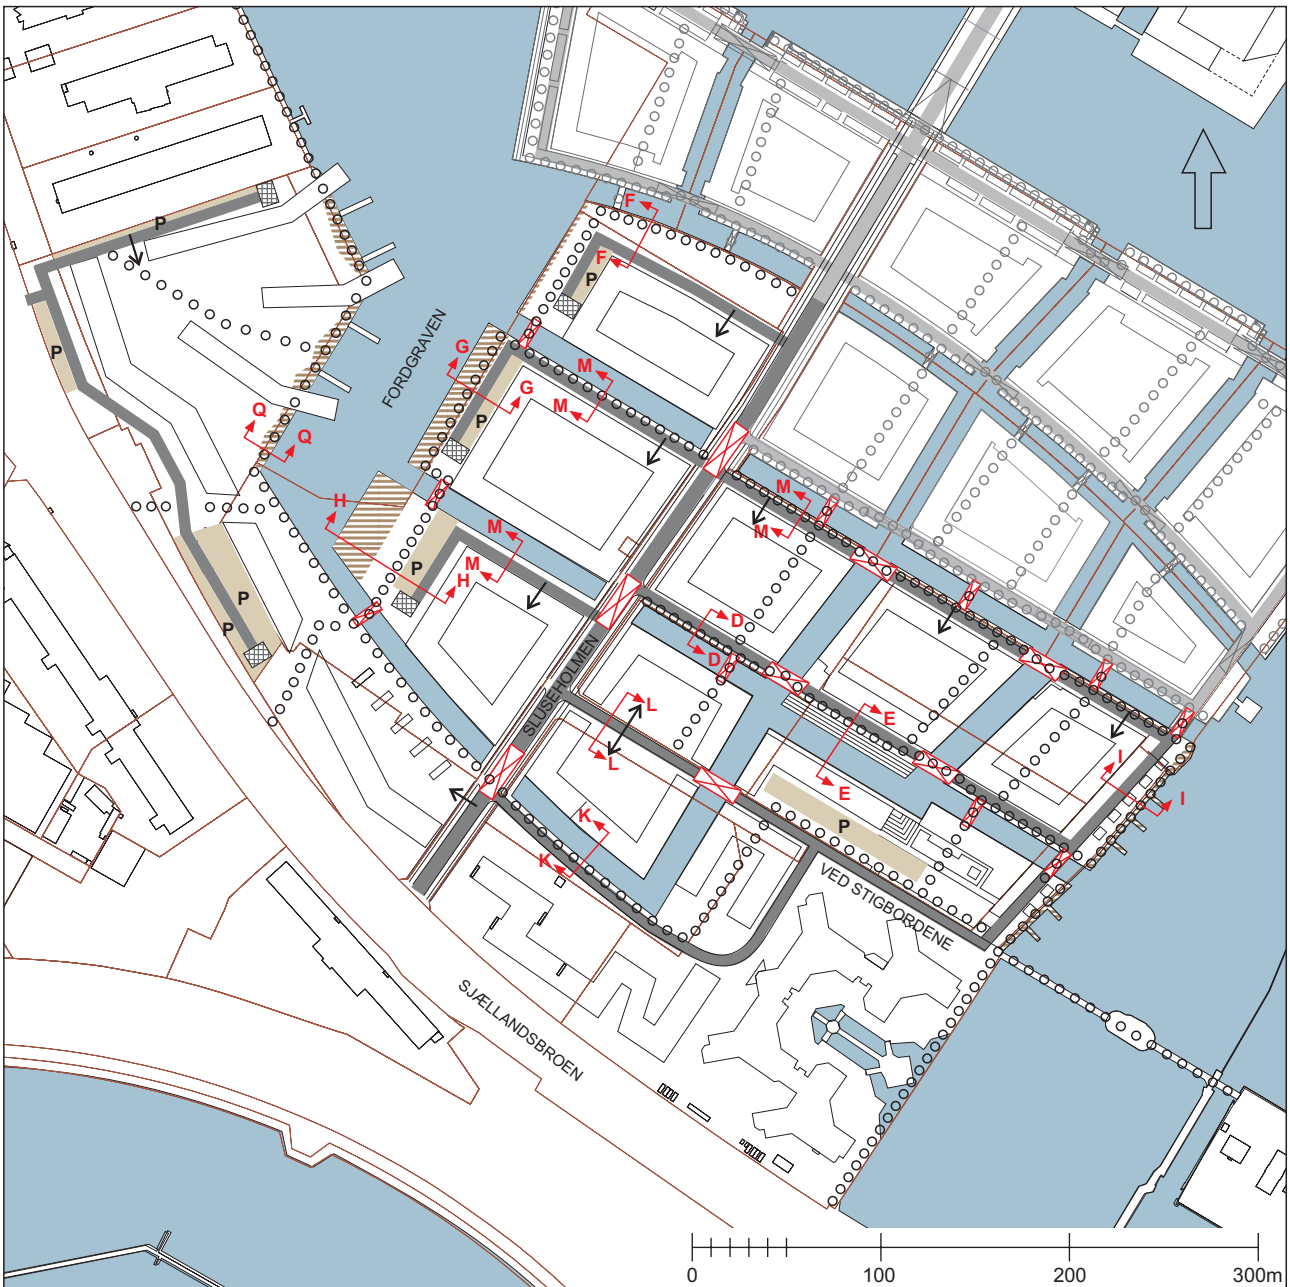 F
F
P
P
FORDGRAVEN
P
G
G
M
M
P
Q
Q
H
M
M
M
M
H
P
P
P
D
D
SLUSEHOLMEN
L
L
E
E
I
I
K
K
P
VED STIGBORDENE
SJÆLLANDSBROEN
0 100 200 300m